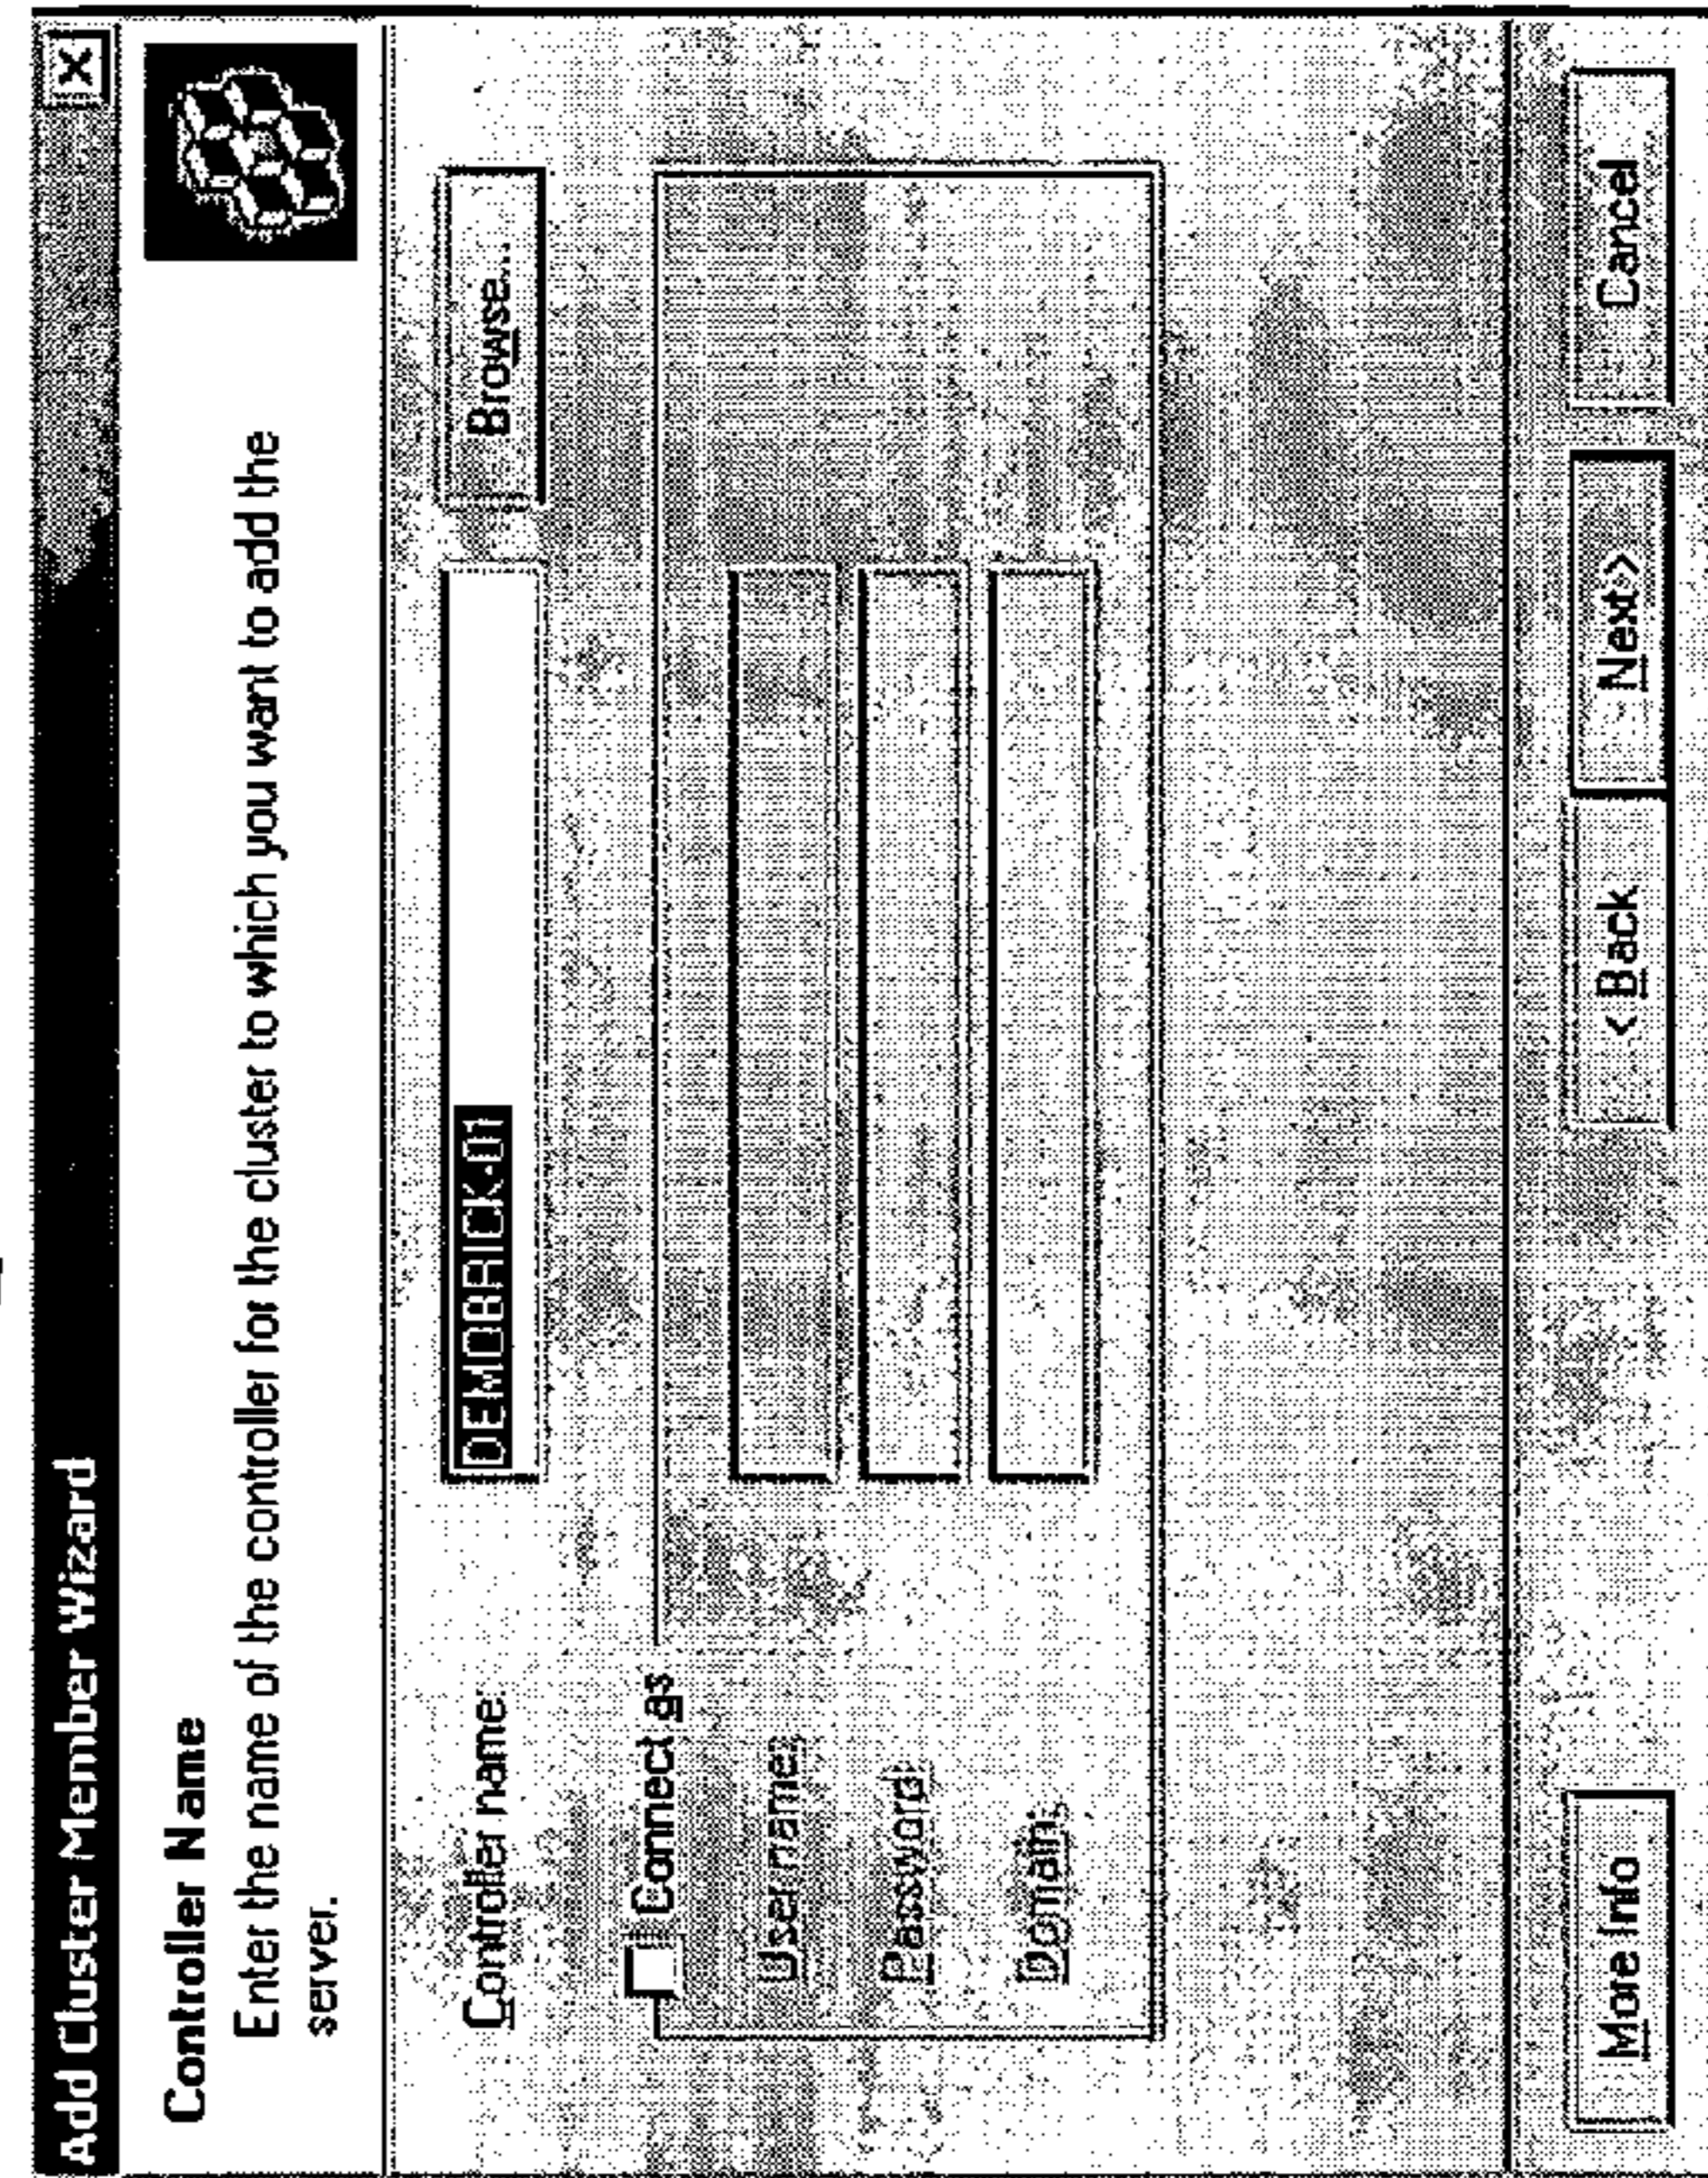 Add Cluster Member Wizard
Controller Name
Enter the name of the controller for the cluster to which you want to add the
server.
Controller name: DEMOBRICK-01 Browse...
Connect as
User name:
Password:
Domain:
More Info < Back Next > Cancel